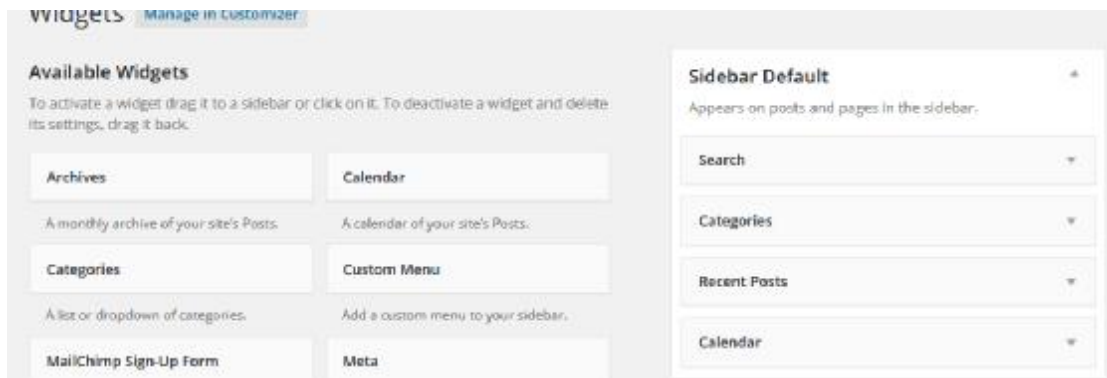 Widgets Manage in Customizer
Available Widgets
To activate a widget drag it to a sidebar or click on it. To deactivate a widget and delete
its settings, drag it back.
Archives
Calendar
A monthly archive of your site's Posts.
A calendar of your site's Posts.
Categories
Custom Menu
A list or dropdown of categories.
Add a custom menu to your sidebar.
MailChimp Sign-Up Form
Meta
Sidebar Default
Appears on posts and pages in the sidebar.
Search
Categories
Recent Posts
Calendar